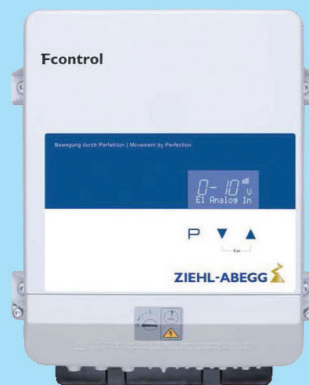 Fcontrol
Bewegung durch Perfektion | Movement by Perfection
0-10 V
E1 Analog In
P ▼ ▲
Esc
ZIEHL-ABEGG